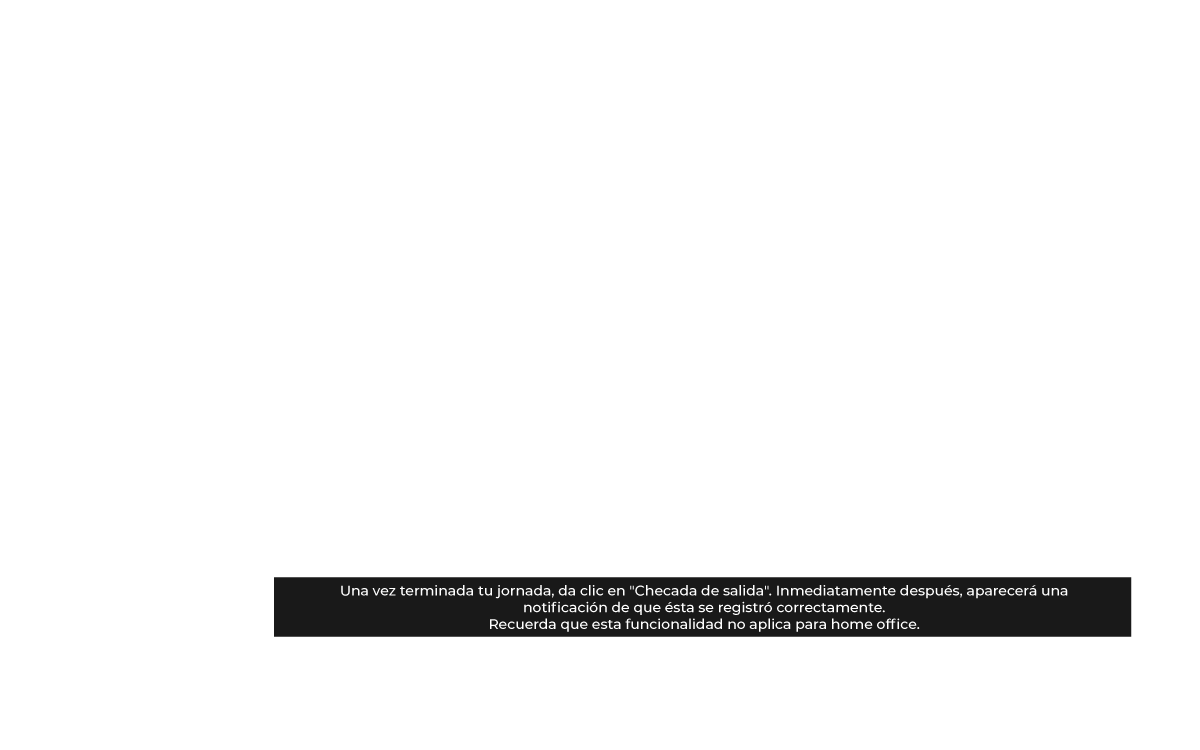 Una vez terminada tu jornada, da clic en "Checada de salida". Inmediatamente después, aparecerá una
notificación de que ésta se registró correctamente.
Recuerda que esta funcionalidad no aplica para home office.